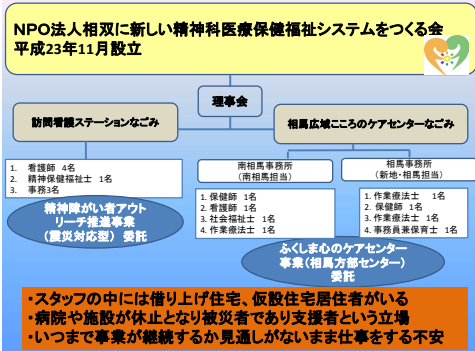 NPO法人相双に新しい精神科医療保健福祉システムをつくる会
平成23年11月設立
理事会
訪問看護ステーションなごみ
相馬広域こころのケアセンターなごみ
1. 看護師 4名
2. 精神保健福祉士 1名
3. 事務3名
南相馬事務所
(南相馬担当)
相馬事務所
(新地・相馬担当)
1. 保健師 1名
2. 看護師 1名
3. 社会福祉士 1名
4. 作業療法士 1名
1. 作業療法士 1名
2. 保健師 1名
3. 作業療法士 1名
4. 事務員兼保育士 1名
精神障がい者アウト
リーチ推進事業
(震災対応型) 委託
ふくしま心のケアセンター
事業(相馬方部センター)
委託
・スタッフの中には借り上げ住宅、仮設住宅居住者がいる
・病院や施設が休止となり被災者であり支援者という立場
・いつまで事業が継続するか見通しがないまま仕事をする不安